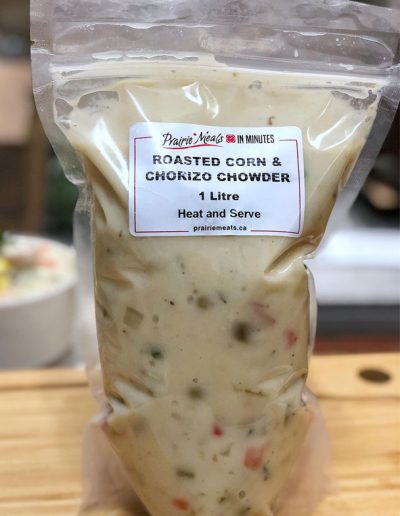 Prairie Meats IN MINUTES
ROASTED CORN &
CHORIZO CHOWDER
1 Litre
Heat and Serve
prairiemeats.ca